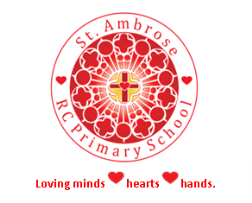 St. Ambrose
RC Primary School
Loving minds ❤ hearts ❤ hands.